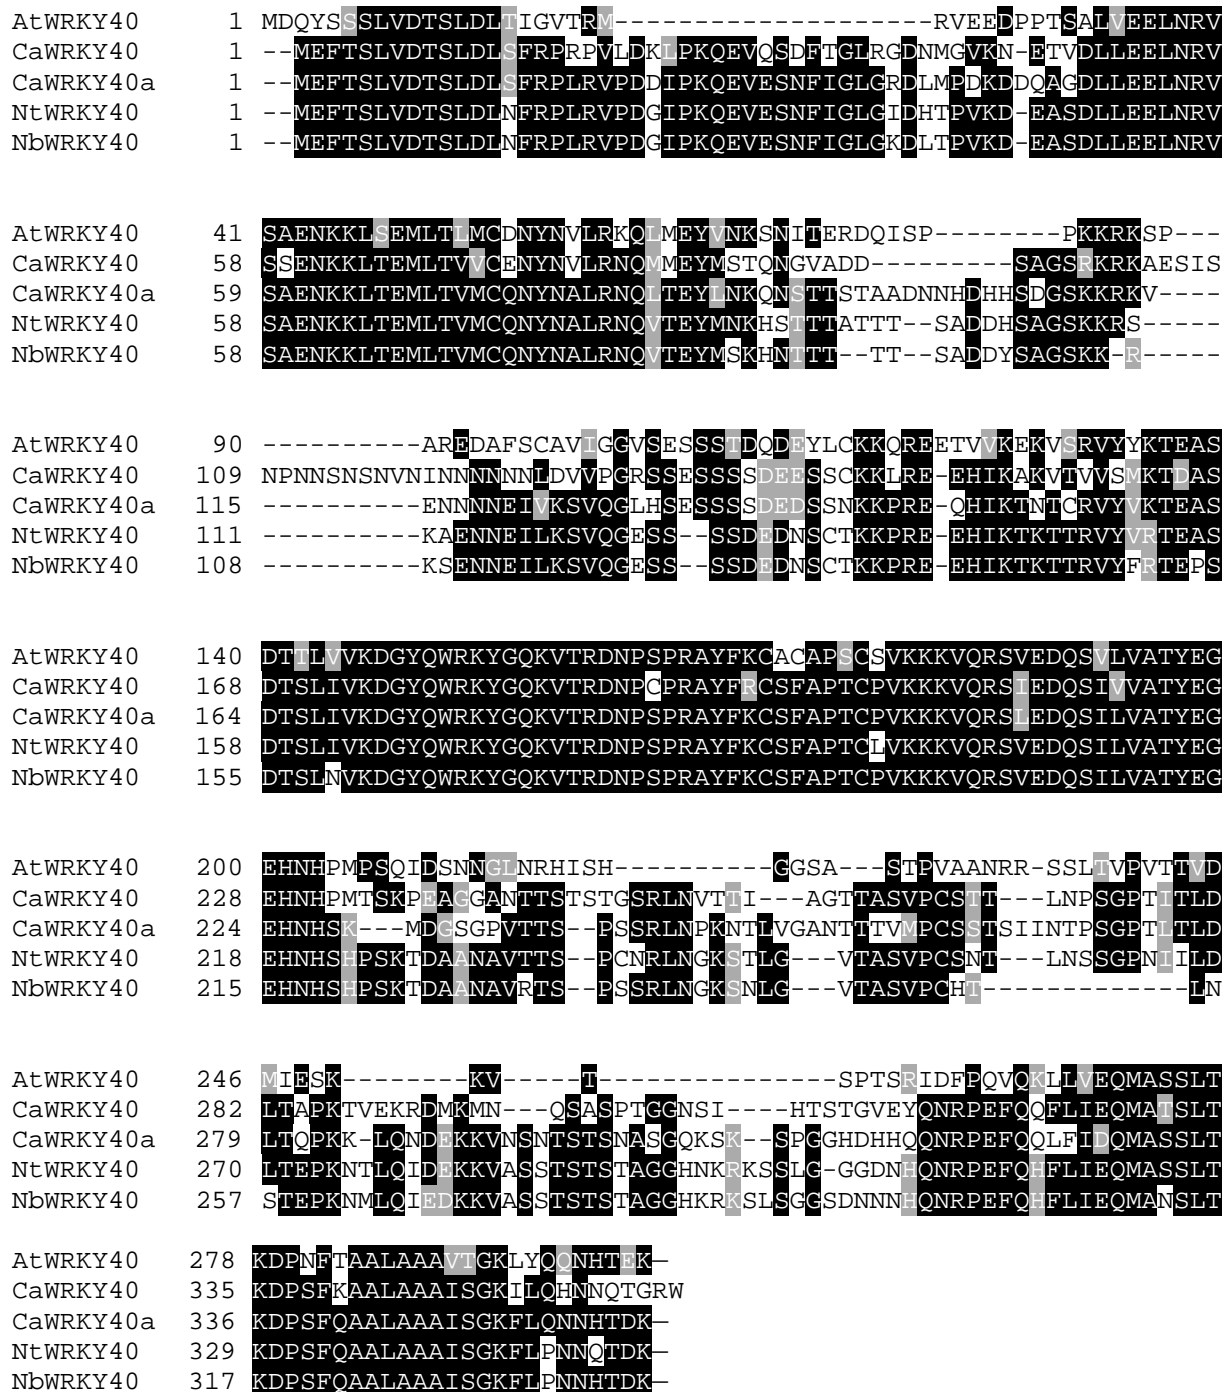 AtWRKY40 1 MDQYSSSLVDTSLDLTIGVTRM--------------------RVEEDPPTSALVEELNRV
CaWRKY40 1 --MEFTSLVDTSLDLSFRPRPVLDKLPKQEVQSDFTGLRGDNMGVKN-ETVDLLEELNRV
CaWRKY40a 1 --MEFTSLVDTSLDLSFRPLRVPDDIPKQEVESNFIGLGRDLMPDKDDQAGDLLEELNRV
NtWRKY40 1 --MEFTSLVDTSLDLNFRPLRVPDGIPKQEVESNFIGLGIDHTPVKD-EASDLLEELNRV
NbWRKY40 1 --MEFTSLVDTSLDLNFRPLRVPDGIPKQEVESNFIGLGKDLTPVKD-EASDLLEELNRV
AtWRKY40 41 SAENKKLSEMLTLMCDNYNVLRKQLMEYVNKSNITERDQISP--------PKKRKSP---
CaWRKY40 58 SSENKKLTEMLTVVCENYNVLRNQMMEYMSTQNGVADD---------SAGSRKRKAESIS
CaWRKY40a 59 SAENKKLTEMLTVMCQNYNALRNQLTEYLNKQNSTTSTAADNNHDHHSDGSKKRKV----
NtWRKY40 58 SAENKKLTEMLTVMCQNYNALRNQVTEYMNKHSTTTATTT--SADDHSAGSKKRS-----
NbWRKY40 58 SAENKKLTEMLTVMCQNYNALRNQVTEYMSKHNTTT--TT--SADDYSAGSKK-R-----
AtWRKY40 90 ----------AREDAFSCAVIGGVSESSSTDQDEYLCKKQREETVVKEKVSRVYYKTEAS
CaWRKY40 109 NPNNSNSNVNINNNNNNNLDVVPGRSSESSSSDEESSCKKLRE-EHIKAKVTVVSMKTDAS
CaWRKY40a 115 ----------ENNNNEIVKSVQGLHSESSSSDEDSSNKKPRE-QHIKTNTCRVYVKTEAS
NtWRKY40 111 ----------KAENNEILKSVQGESS--SSDEDNSCTKKPRE-EHIKTKTTRVYVRTEAS
NbWRKY40 108 ----------KSENNEILKSVQGESS--SSDEDNSCTKKPRE-EHIKTKTTRVYFRTEPS
AtWRKY40 140 DTTLVVKDGYQWRKYGQKVTRDNPSPRAYFKCACAPSCSVKKKVQRSVEDQSVLVATYEG
CaWRKY40 168 DTSLIVKDGYQWRKYGQKVTRDNPCPRAYFRCSFAPTCPVKKKVQRSIEDQSIVVATYEG
CaWRKY40a 164 DTSLIVKDGYQWRKYGQKVTRDNPSPRAYFKCSFAPTCPVKKKVQRSLEDQSILVATYEG
NtWRKY40 158 DTSLIVKDGYQWRKYGQKVTRDNPSPRAYFKCSFAPTCLVKKKVQRSVEDQSILVATYEG
NbWRKY40 155 DTSLNVKDGYQWRKYGQKVTRDNPSPRAYFKCSFAPTCPVKKKVQRSVEDQSILVATYEG
AtWRKY40 200 EHNHPMPSQIDSNNGLNRHISH----------GGSA---STPVAANRR-SSLTVPVTTVD
CaWRKY40 228 EHNHPMTSKPEAGGANTTSTSTGSRLNVTTI---AGTTASVPCSTT---LNPSGPTITLD
CaWRKY40a 224 EHNHSK---MDGSGPVTTS--PSSRLNPKNTLVGANTTTVMPCSSTSIINTPSGPTLTLD
NtWRKY40 218 EHNHSHPSKTDAANAVTTS--PCNRLNGKSTLG---VTASVPCSNT---LNSSGPNIILD
NbWRKY40 215 EHNHSHPSKTDAANAVRTS--PSSRLNGKSNLG---VTASVPCHT-------------LN
AtWRKY40 246 MIESK--------KV-----T---------------SPTSRIDFPQVQKLLVEQMASSLT
CaWRKY40 282 LTAPKTVEKRDMKMN---QSASPTGGNSI----HTSTGVEYQNRPEFQQFLIEQMATSLT
CaWRKY40a 279 LTQPKK-LQNDEKKVNSNTSTSNASGQKSK--SPGGHDHHQQNRPEFQQLFIDQMASSLT
NtWRKY40 270 LTEPKNTLQIDEKKVASSTSTSTAGGHNKRKSSLG-GGDNHQNRPEFQHFLIEQMASSLT
NbWRKY40 257 STEPKNMLQIEDKKVASSTSTSTAGGHKRKSLSGGSDNNNHQNRPEFQHFLIEQMANSLT
AtWRKY40 278 KDPNFTAALAAAVTGKLYQQNHTEK–
CaWRKY40 335 KDPSFKAALAAAISGKILQHNNQTGRW
CaWRKY40a 336 KDPSFQAALAAAISGKFLQNNHTDK–
NtWRKY40 329 KDPSFQAALAAAISGKFLPNNQTDK–
NbWRKY40 317 KDPSFQAALAAAISGKFLPNNHTDK–